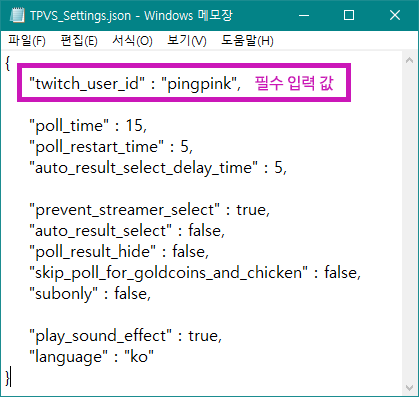 TPVS_Settings.json - Windows 메모장
파일(F) 편집(E) 서식(O) 보기(V) 도움말(H)
{
"twitch_user_id" : "pingpink", 필수 입력 값
"poll_time" : 15,
"poll_restart_time" : 5,
"auto_result_select_delay_time" : 5,
"prevent_streamer_select" : true,
"auto_result_select" : false,
"poll_result_hide" : false,
"skip_poll_for_goldcoins_and_chicken" : false,
"subonly" : false,
"play_sound_effect" : true,
"language" : "ko"
}